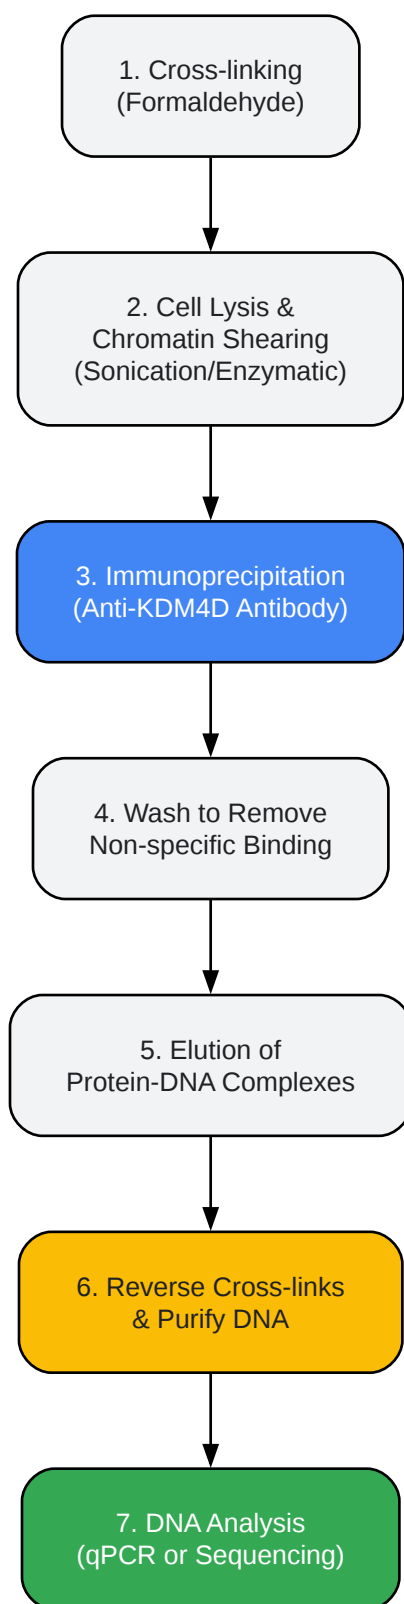 1. Cross-linking
(Formaldehyde)
2. Cell Lysis &
Chromatin Shearing
(Sonication/Enzymatic)
3. Immunoprecipitation
(Anti-KDM4D Antibody)
4. Wash to Remove
Non-specific Binding
5. Elution of
Protein-DNA Complexes
6. Reverse Cross-links
& Purify DNA
7. DNA Analysis
(qPCR or Sequencing)